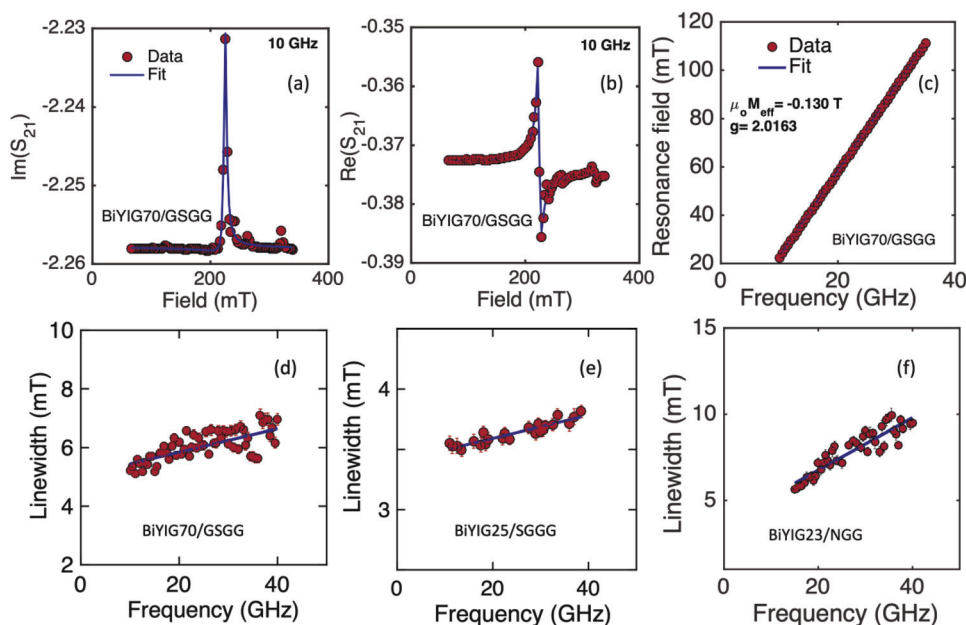 -2.23
-2.24
-2.25
-2.26
Im(S21)
Data
Fit
10 GHz
(a)
BiYIG70/GSGG
0
200
400
Field (mT)
-0.35
-0.36
-0.37
-0.38
-0.39
Re(S21)
10 GHz
(b)
BiYIG70/GSGG
0
200
400
Field (mT)
120
100
80
60
40
20
Resonance field (mT)
Data
Fit
(c)
μoMeff= -0.130 T
g= 2.0163
BiYIG70/GSGG
0
20
40
Frequency (GHz)
10
8
6
4
2
Linewidth (mT)
(d)
BiYIG70/GSGG
0
20
40
Frequency (GHz)
4
3
Linewidth (mT)
(e)
BiYIG25/SGGG
0
20
40
Frequency (GHz)
15
10
5
Linewidth (mT)
(f)
BiYIG23/NGG
0
20
40
Frequency (GHz)